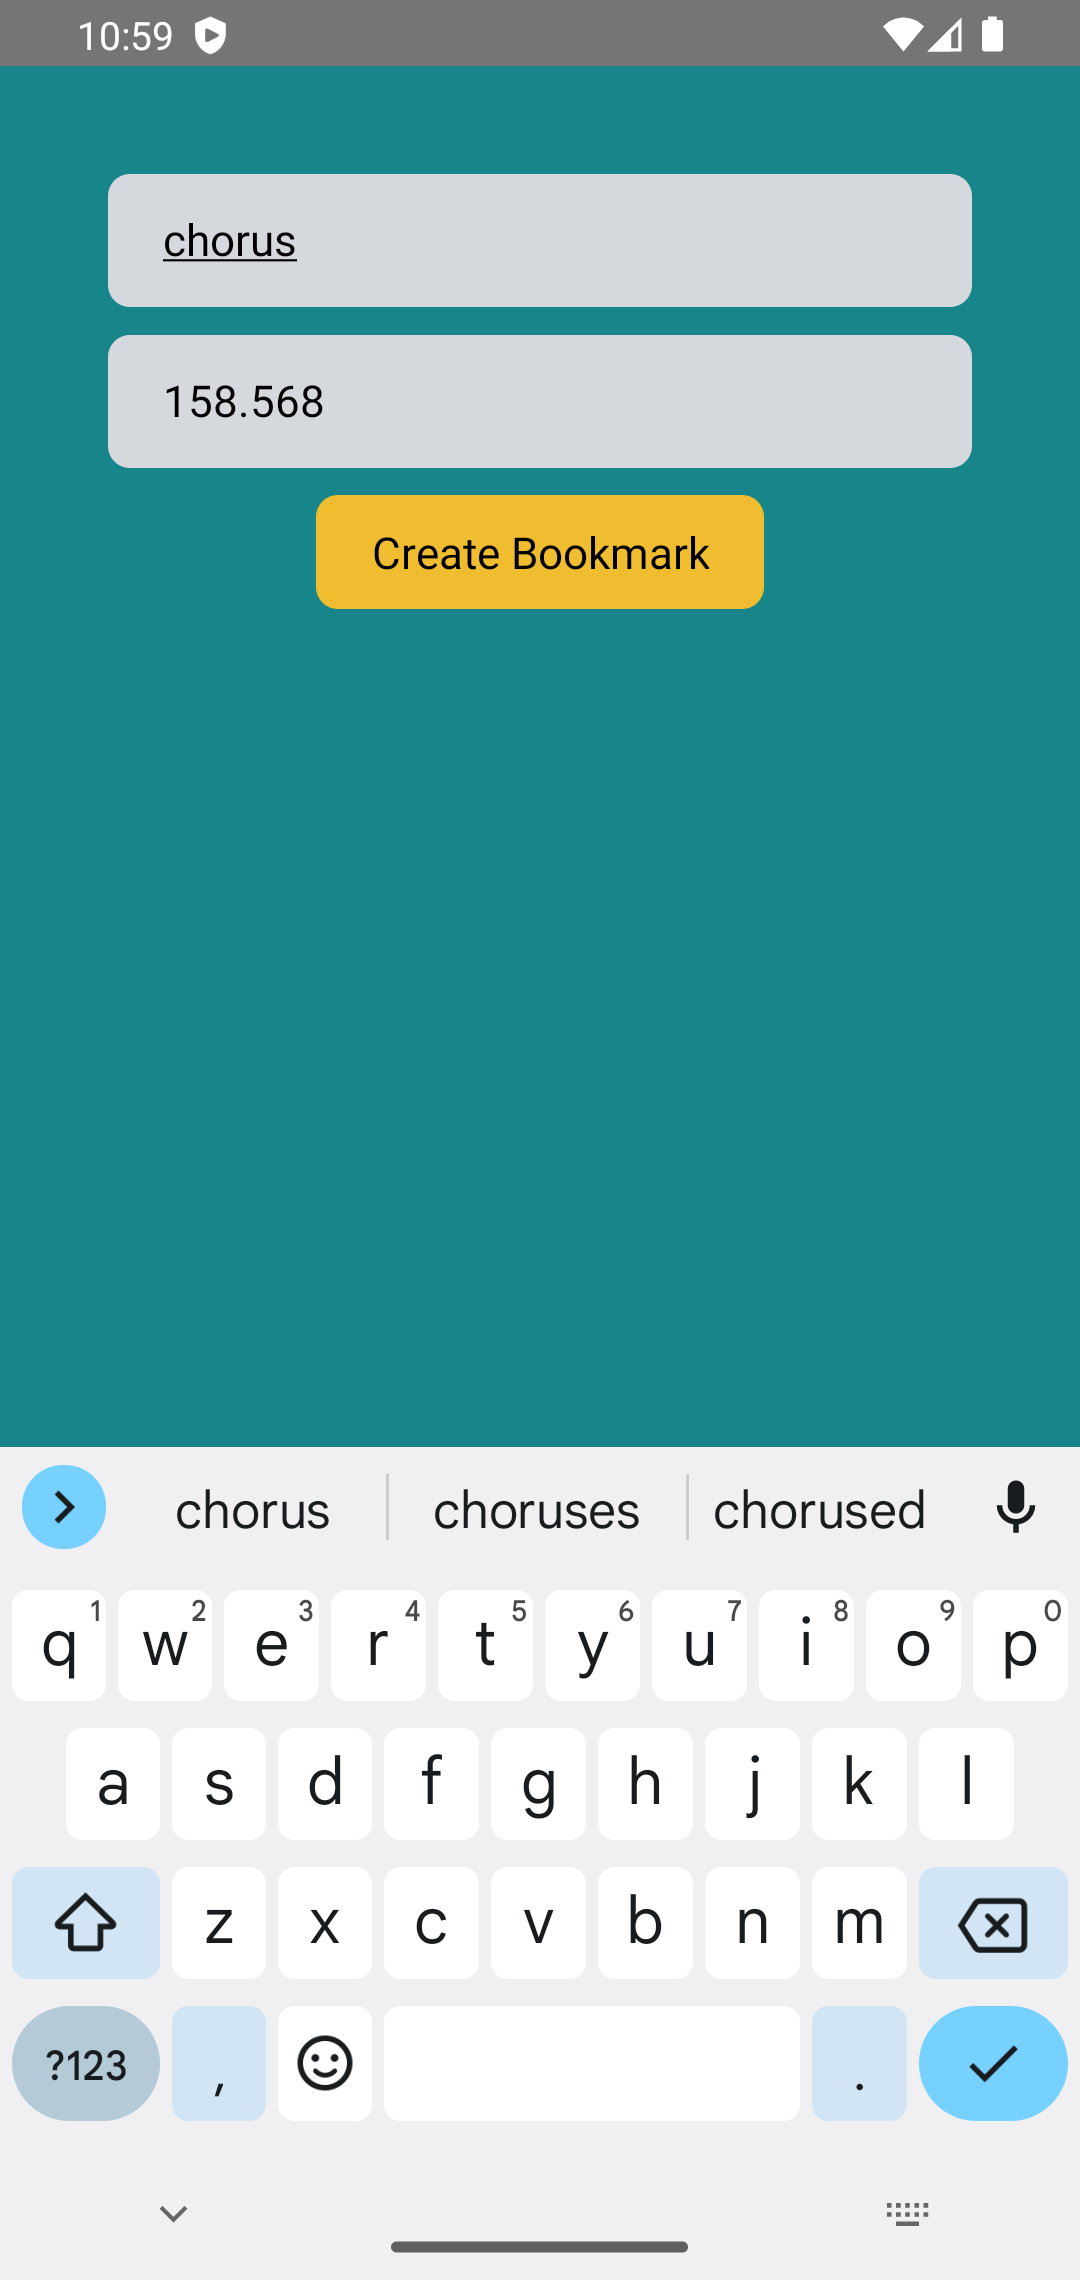 10:59
chorus
158.568
Create Bookmark
chorus choruses chorused
q 1 w 2 e 3 r 4 t 5 y 6 u 7 i 8 o 9 p 0
a s d f g h j k l
z x c v b n m
?123 , .